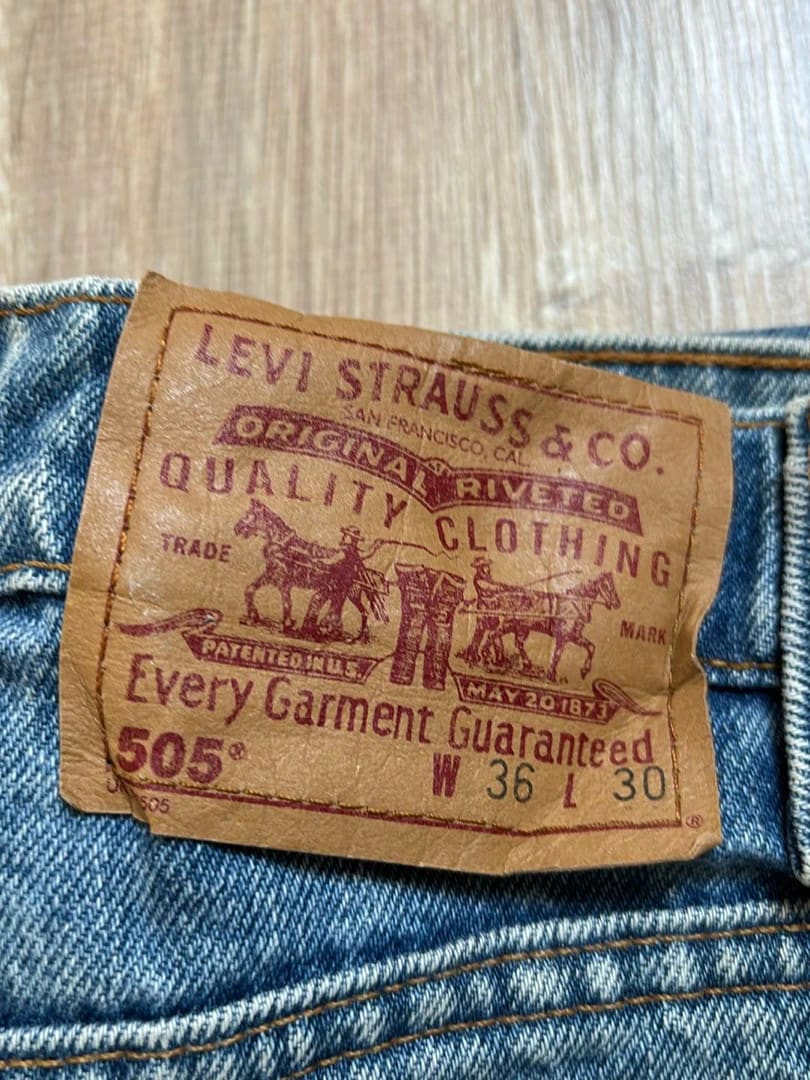 LEVI STRAUSS & CO.
SAN FRANCISCO, CAL.
ORIGINAL RIVETED
QUALITY CLOTHING
TRADE MARK
PATENTED IN U.S. MAY 20 1873
Every Garment Guaranteed
505® W 36 L 30
505 ®